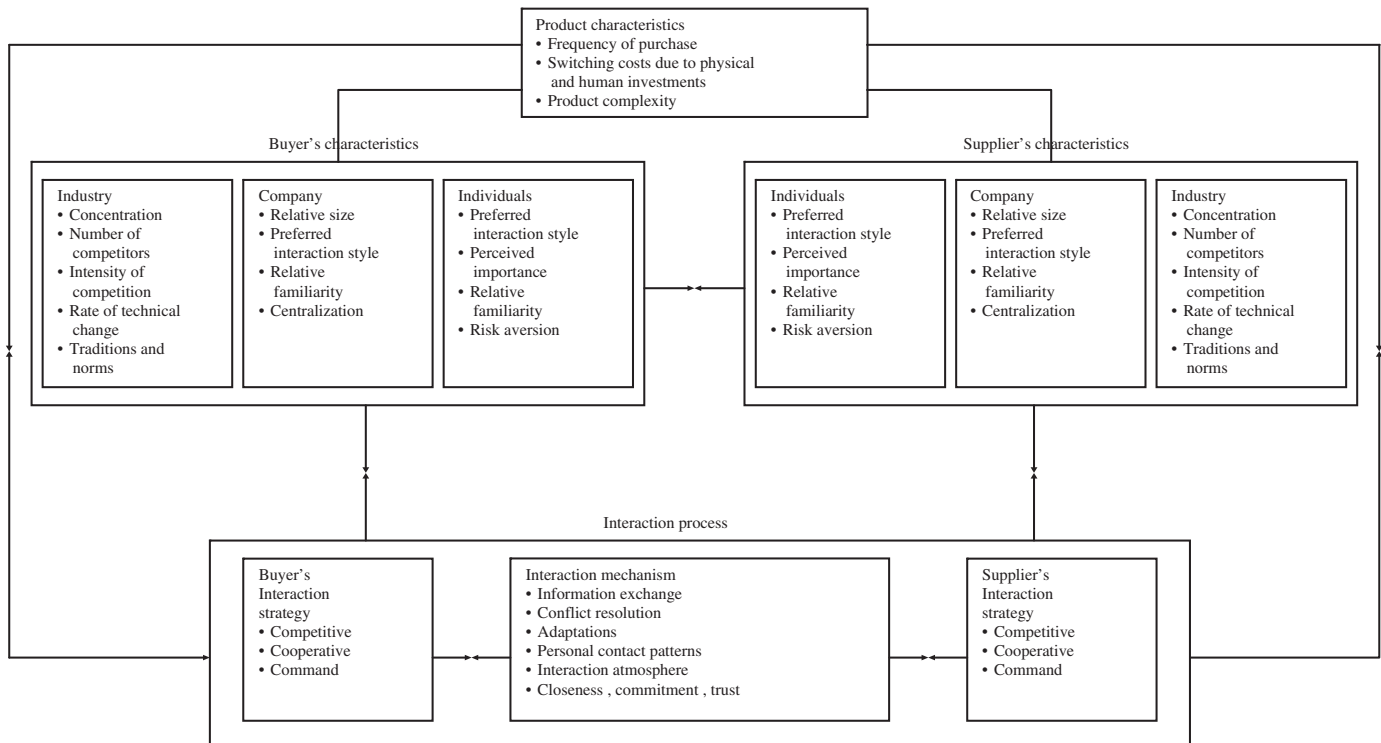 Product characteristics
• Frequency of purchase
• Switching costs due to physical
and human investments
• Product complexity
Buyer's characteristics
Industry
• Concentration
• Number of
competitors
• Intensity of
competition
• Rate of technical
change
• Traditions and
norms
Company
• Relative size
• Preferred
interaction style
• Relative
familiarity
• Centralization
Individuals
• Preferred
interaction style
• Perceived
importance
• Relative
familiarity
• Risk aversion
Supplier's characteristics
Individuals
• Preferred
interaction style
• Perceived
importance
• Relative
familiarity
• Risk aversion
Company
• Relative size
• Preferred
interaction style
• Relative
familiarity
• Centralization
Industry
• Concentration
• Number of
competitors
• Intensity of
competition
• Rate of technical
change
• Traditions and
norms
Interaction process
Buyer's
Interaction
strategy
• Competitive
• Cooperative
• Command
Interaction mechanism
• Information exchange
• Conflict resolution
• Adaptations
• Personal contact patterns
• Interaction atmosphere
• Closeness , commitment , trust
Supplier's
Interaction
strategy
• Competitive
• Cooperative
• Command